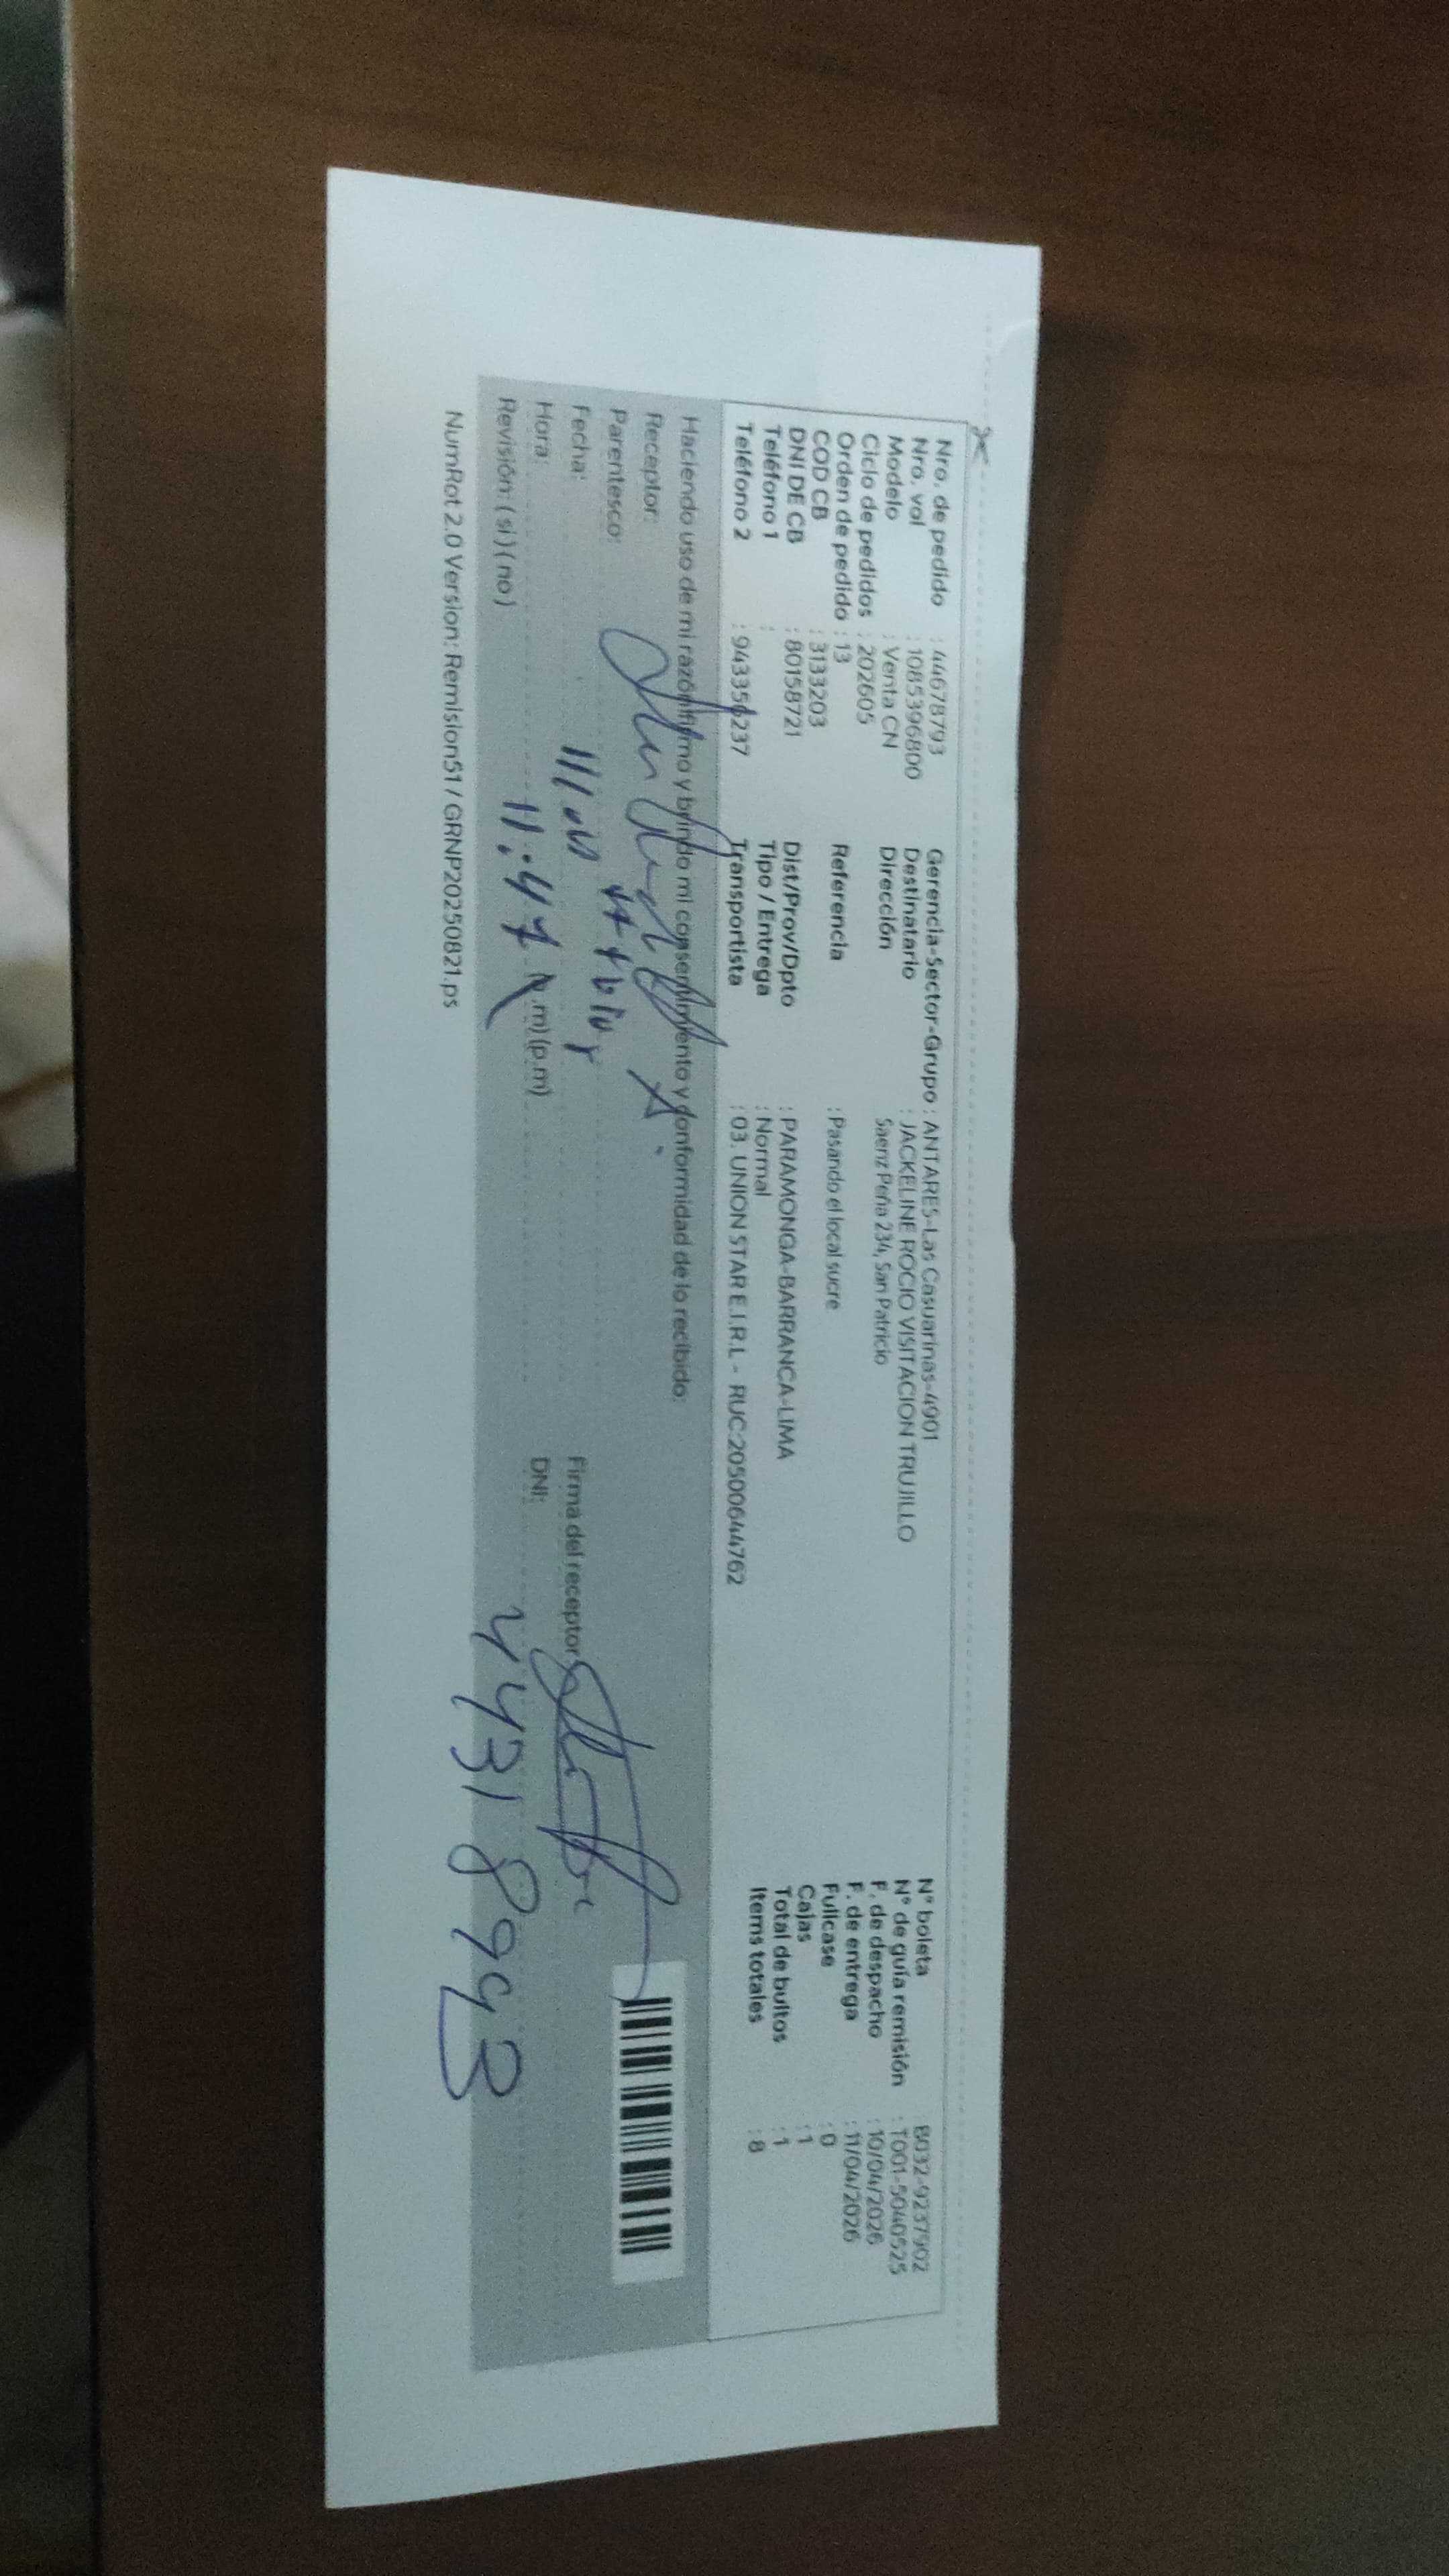 Nro. de pedido : 44678793
Nro. vol : 1085396800
Modelo : Venta CN
Ciclo de pedidos : 202605
Orden de pedido : 13
COD CB : 3133203
DNI DE CB : 80158721
Teléfono 1 :
Teléfono 2 : 943356237
Gerencia-Sector-Grupo : ANTARES-Las Casuarinas-4901
Destinatario : JACKELINE ROCIO VISITACION TRUJILLO
Dirección Saenz Peña 234, San Patricio
Referencia : Pasando el local sucre
Dist/Prov/Dpto : PARAMONGA-BARRANCA-LIMA
Tipo / Entrega : Normal
Transportista : 03. UNION STAR E.I.R.L - RUC:20500644762
N° boleta B032-9237902
N° de guía remisión : T001-5040525
F. de despacho : 10/04/2026
F. de entrega : 11/04/2026
Fullcase : 0
Cajas : 1
Total de bultos : 1
Items totales : 8
Haciendo uso de mi razón firmo y brindo mi consentimiento y conformidad de lo recibido:
Receptor:
Parentesco:
Fecha:
Hora: 11:47 (a.m) (p.m)
Revisión: ( si ) ( no )
Firma del receptor:
DNI: 44318993
NumRot 2.0 Version: Remision51 / GRNP20250821.ps